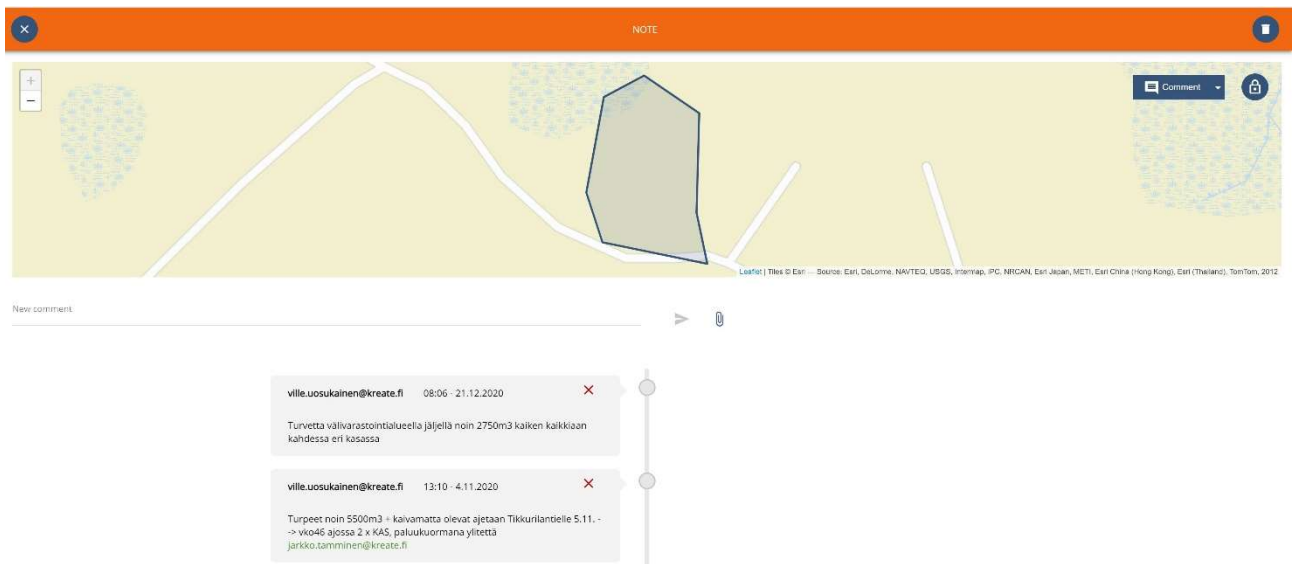 NOTE
+
−
Comment
Leaflet | Tiles © Esri — Source: Esri, DeLorme, NAVTEQ, USGS, Intermap, iPC, NRCAN, Esri Japan, METI, Esri China (Hong Kong), Esri (Thailand), TomTom, 2012
New comment
ville.uosukainen@kreate.fi 08:06 - 21.12.2020
Turvetta välivarastointialueella jäljellä noin 2750m3 kaiken kaikkiaan
kahdessa eri kasassa
ville.uosukainen@kreate.fi 13:10 - 4.11.2020
Turpeet noin 5500m3 + kaivamatta olevat ajetaan Tikkurilantielle 5.11. -
-> vko46 ajossa 2 x KAS, paluukuormana ylitettä
jarkko.tamminen@kreate.fi